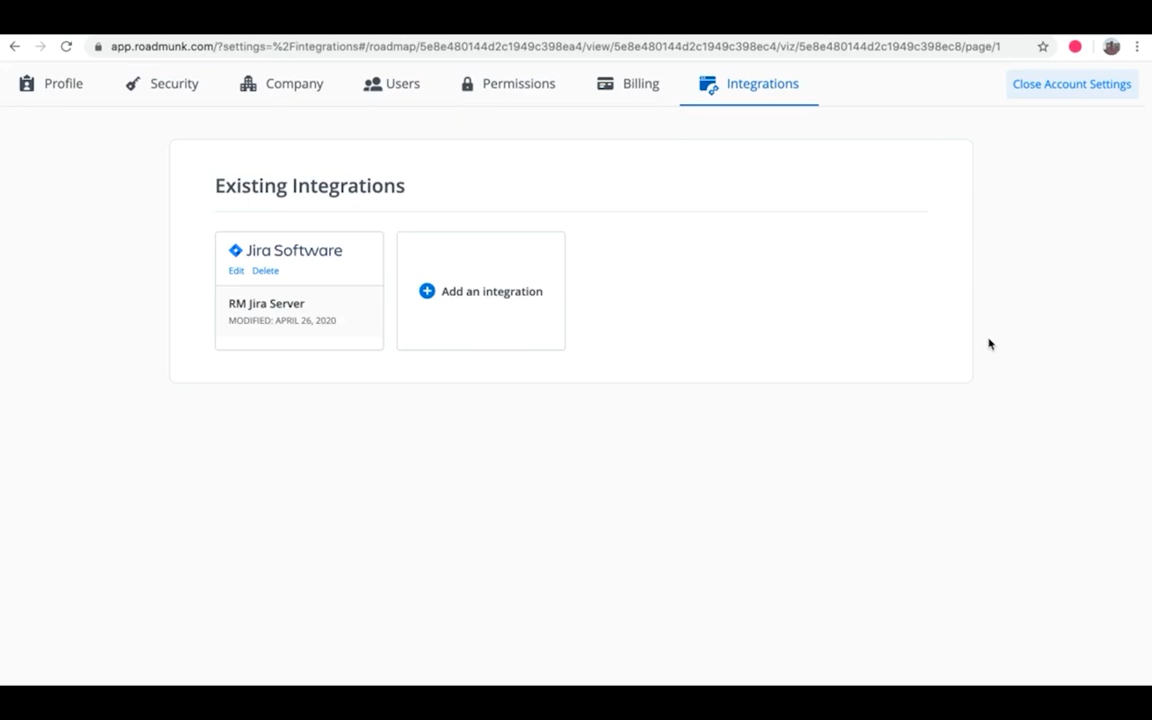 app.roadmunk.com/?settings=%2Fintegrations#/roadmap/5e8e480144d2c1949c398ea4/view/5e8e480144d2c1949c398ec4/viz/5e8e480144d2c1949c398ec8/page/1
Profile Security Company Users Permissions Billing Integrations Close Account Settings
Existing Integrations
Jira Software
Edit Delete
Add an integration
RM Jira Server
MODIFIED: APRIL 26, 2020